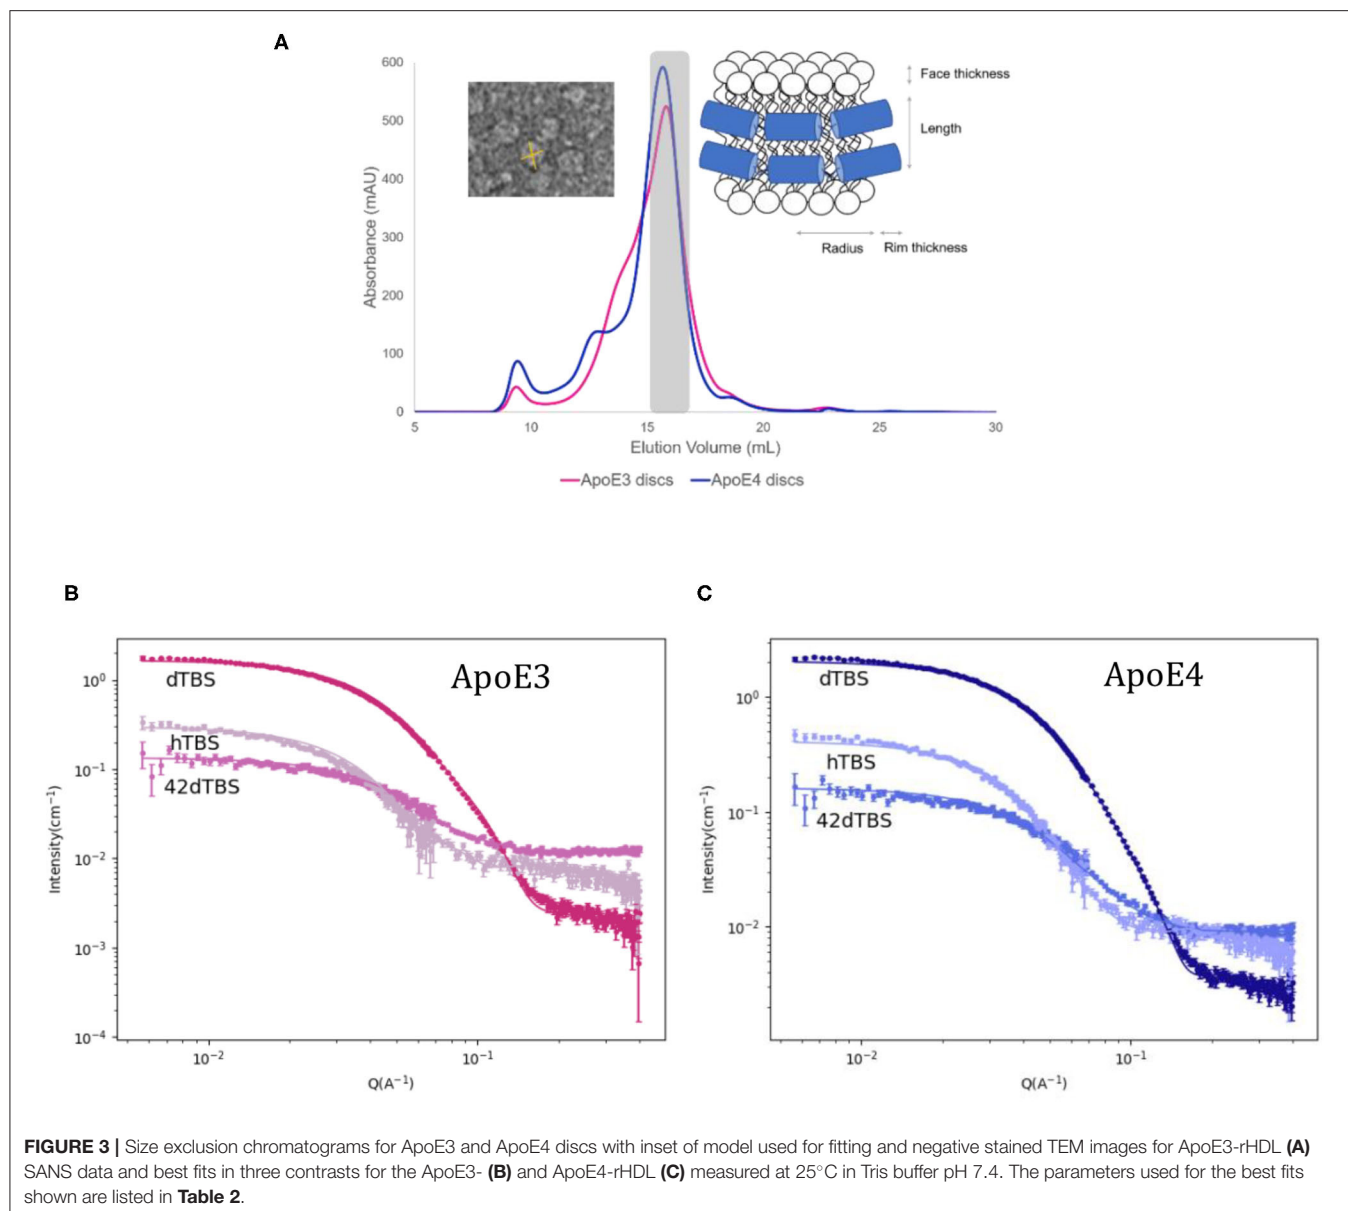 A
600
500
400
300
200
100
0
Absorbance (mAU)
5
10
15
20
25
30
Elution Volume (mL)
ApoE3 discs
ApoE4 discs
Face thickness
Length
Radius
Rim thickness
B
ApoE3
dTBS
hTBS
42dTBS
10⁰
10⁻¹
10⁻²
10⁻³
10⁻⁴
Intensity(cm⁻¹)
10⁻²
10⁻¹
Q(A⁻¹)
C
ApoE4
dTBS
hTBS
42dTBS
10⁰
10⁻¹
10⁻²
Intensity(cm⁻¹)
10⁻²
10⁻¹
Q(A⁻¹)
FIGURE 3 | Size exclusion chromatograms for ApoE3 and ApoE4 discs with inset of model used for fitting and negative stained TEM images for ApoE3-rHDL (A)
SANS data and best fits in three contrasts for the ApoE3- (B) and ApoE4-rHDL (C) measured at 25°C in Tris buffer pH 7.4. The parameters used for the best fits
shown are listed in Table 2.